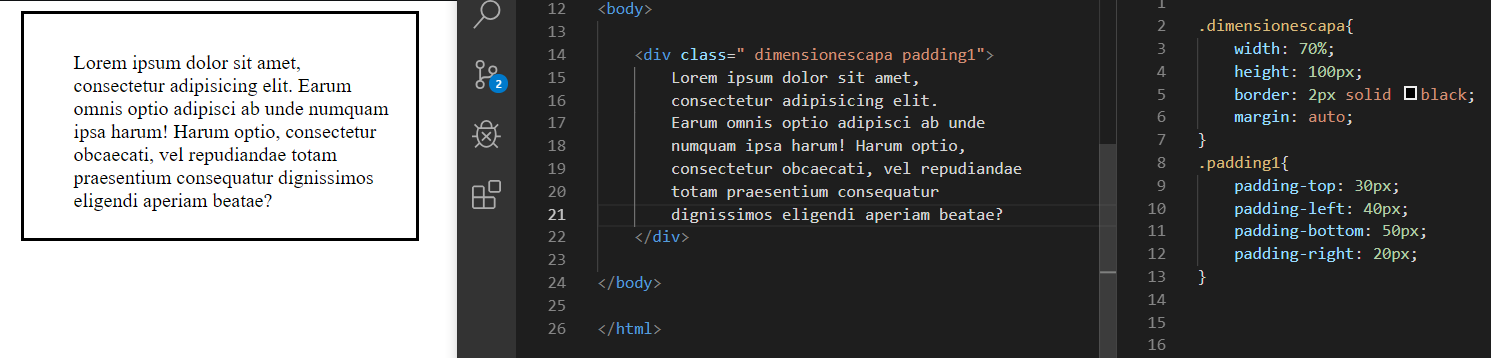 Lorem ipsum dolor sit amet,
consectetur adipisicing elit. Earum
omnis optio adipisci ab unde numquam
ipsa harum! Harum optio, consectetur
obcaecati, vel repudiandae totam
praesentium consequatur dignissimos
eligendi aperiam beatae?
2
12 <body>
13
14 <div class=" dimensionescapa padding1">
15 Lorem ipsum dolor sit amet,
16 consectetur adipisicing elit.
17 Earum omnis optio adipisci ab unde
18 numquam ipsa harum! Harum optio,
19 consectetur obcaecati, vel repudiandae
20 totam praesentium consequatur
21 dignissimos eligendi aperiam beatae?
22 </div>
23
24 </body>
25
26 </html>
1
2 .dimensionescapa{
3 width: 70%;
4 height: 100px;
5 border: 2px solid black;
6 margin: auto;
7 }
8 .padding1{
9 padding-top: 30px;
10 padding-left: 40px;
11 padding-bottom: 50px;
12 padding-right: 20px;
13 }
14
15
16